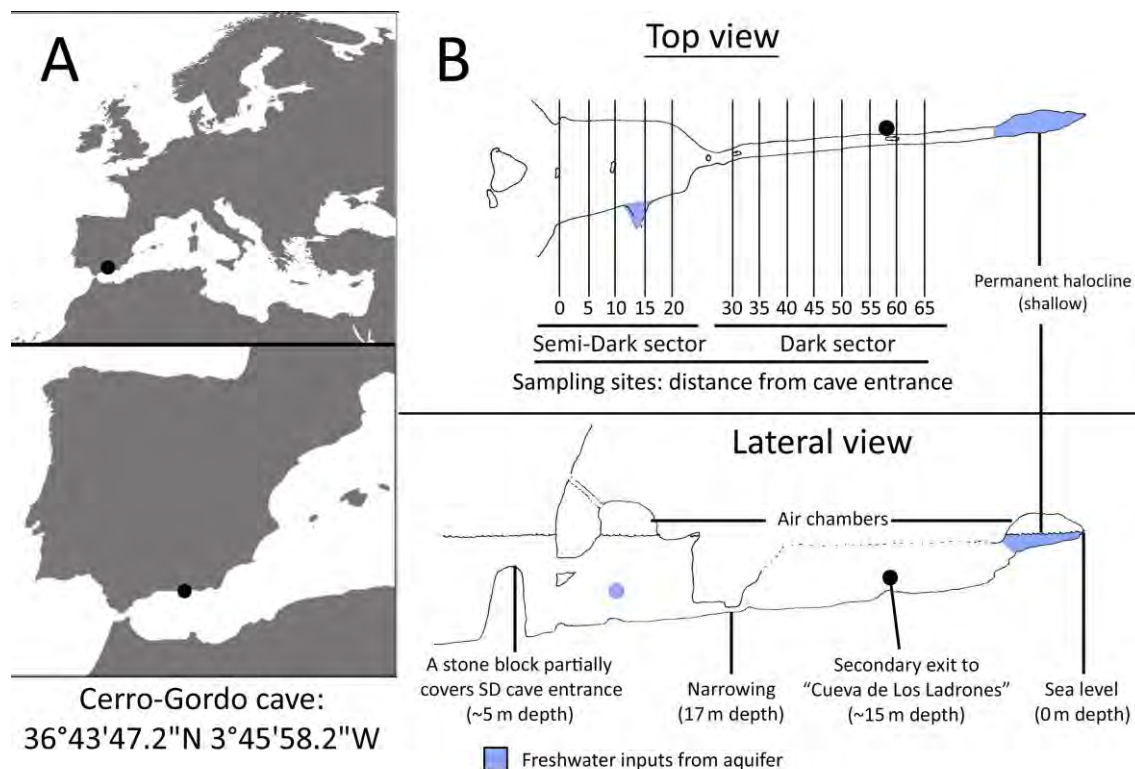 A
Cerro-Gordo cave:
36°43'47.2"N 3°45'58.2"W
B
Top view
0 5 10 15 20 30 35 40 45 50 55 60 65
Semi-Dark sector Dark sector
Sampling sites: distance from cave entrance
Permanent halocline
(shallow)
Lateral view
Air chambers
A stone block partially
covers SD cave entrance
(~5 m depth)
Narrowing
(17 m depth)
Secondary exit to
“Cueva de Los Ladrones”
(~15 m depth)
Sea level
(0 m depth)
Freshwater inputs from aquifer